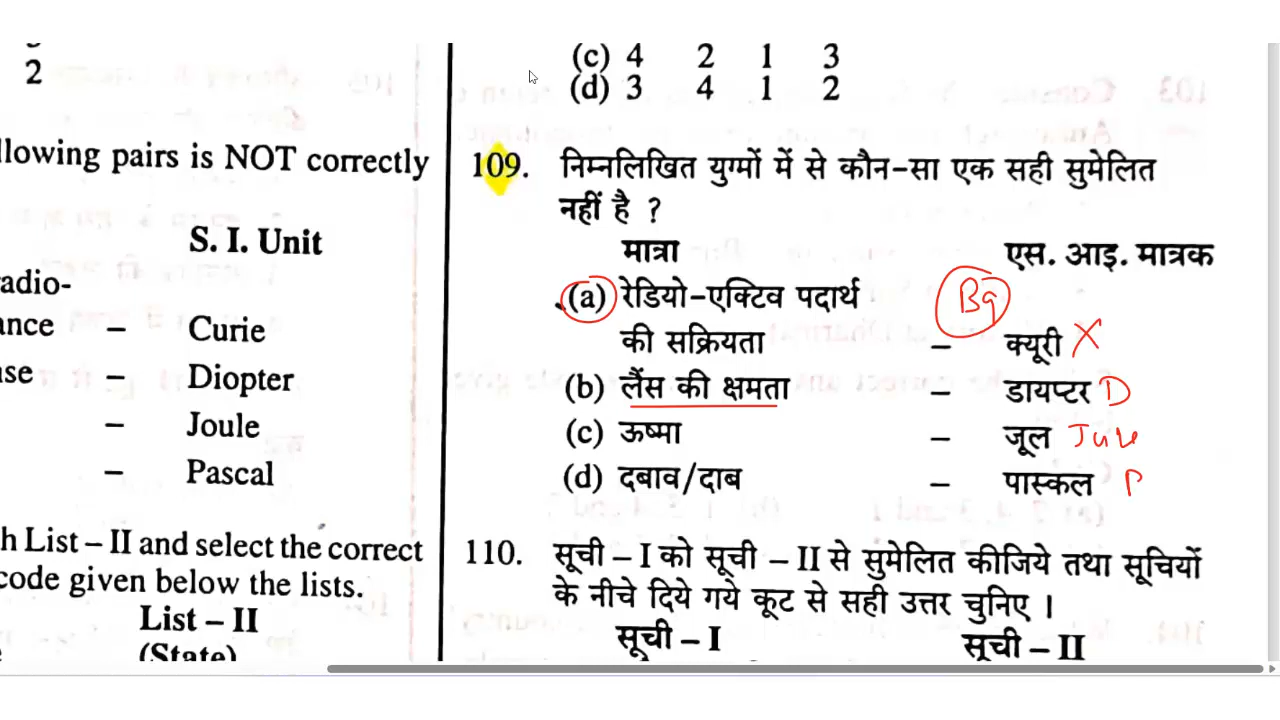 2
llowing pairs is NOT correctly
S. I. Unit
adio-
ance – Curie
nse – Diopter
– Joule
– Pascal
h List – II and select the correct
code given below the lists.
List – II
(State)
(c) 4 2 1 3
(d) 3 4 1 2
109. निम्नलिखित युग्मों में से कौन-सा एक सही सुमेलित
नहीं है ?
मात्रा एस. आइ. मात्रक
(a) रेडियो-एक्टिव पदार्थ Bq
की सक्रियता – क्यूरी X
(b) लैंस की क्षमता – डायप्टर D
(c) ऊष्मा – जूल
(d) दबाव/दाब – पास्कल P
110. सूची – I को सूची – II से सुमेलित कीजिये तथा सूचियों
के नीचे दिये गये कूट से सही उत्तर चुनिए ।
सूची – I सूची – II